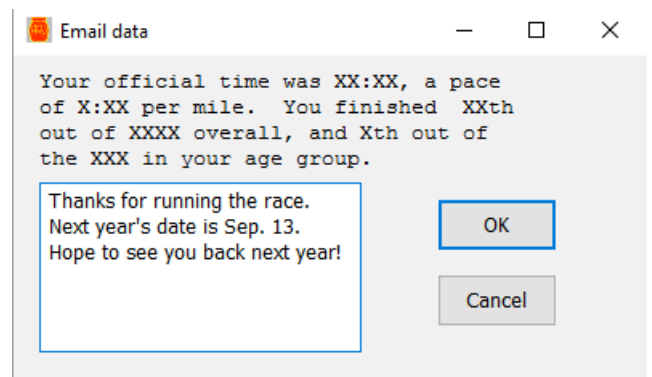 Email data
Your official time was XX:XX, a pace
of X:XX per mile.  You finished  XXth
out of XXXX overall, and Xth out of
the XXX in your age group.
Thanks for running the race.
Next year's date is Sep. 13.
Hope to see you back next year!
OK
Cancel